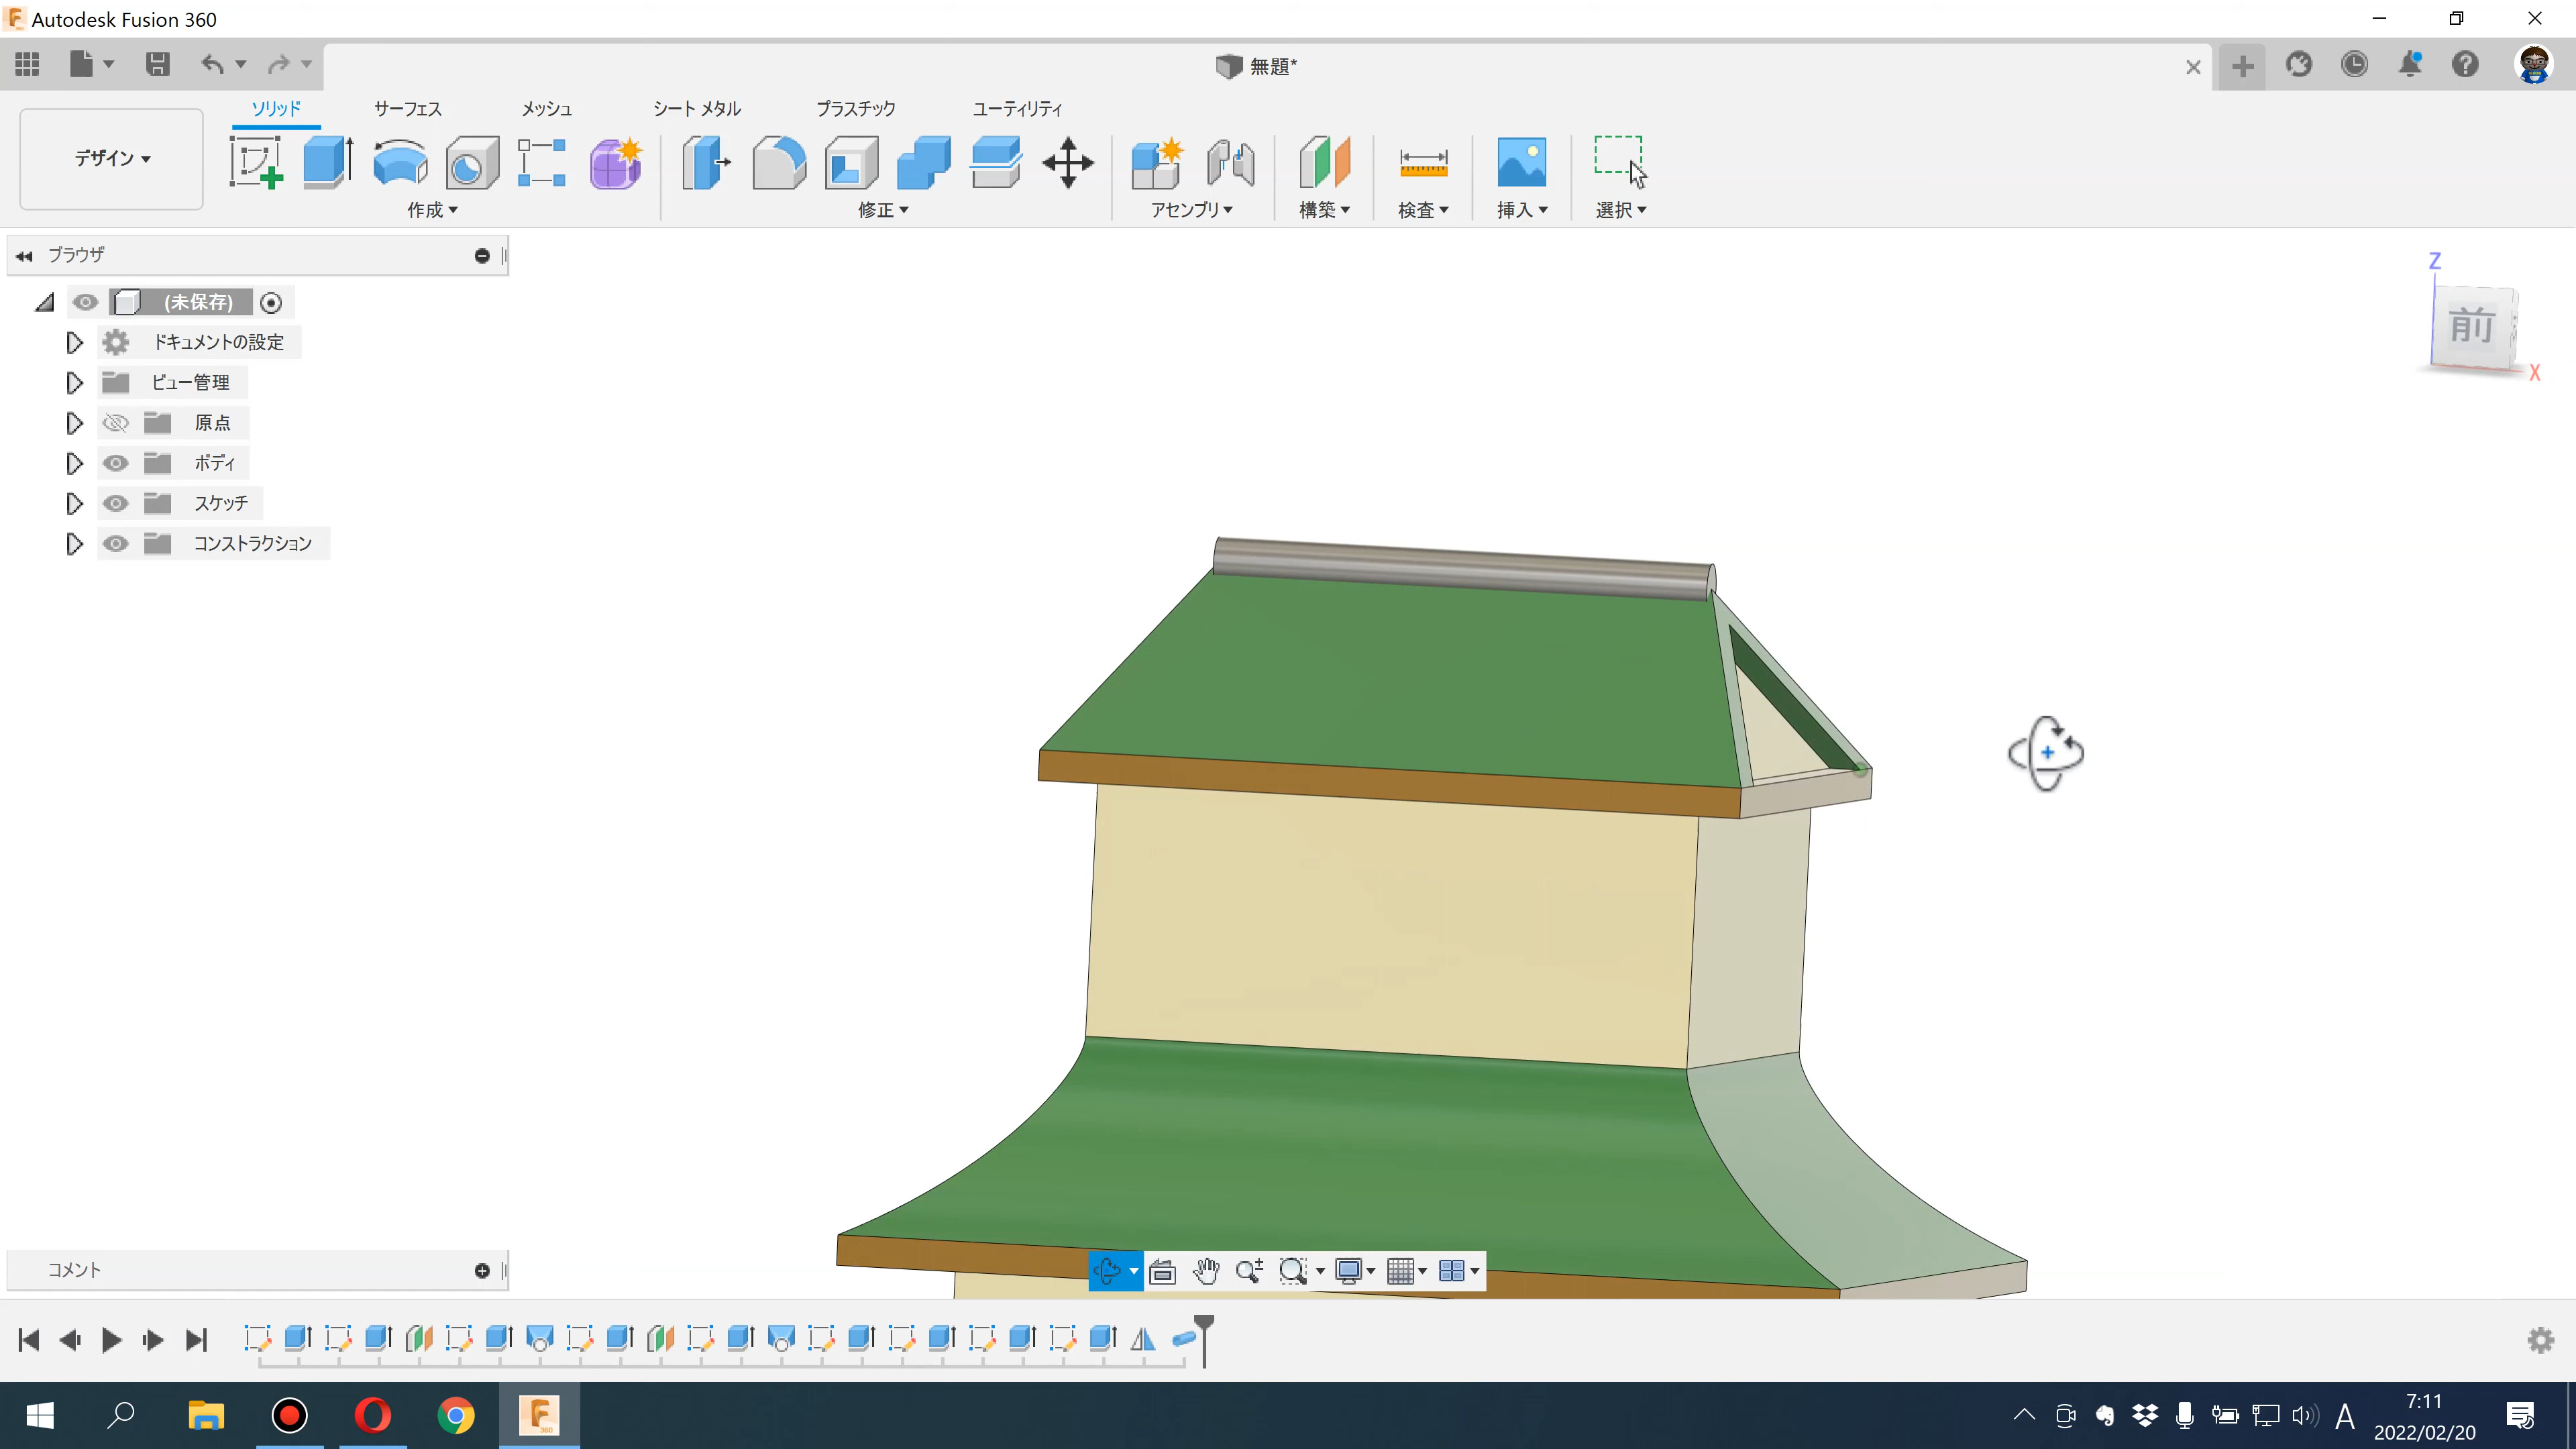 Autodesk Fusion 360
無題*
ソリッド サーフェス メッシュ シート メタル プラスチック ユーティリティ
デザイン
作成 修正 アセンブリ 構築 検査 挿入 選択
ブラウザ
(未保存)
ドキュメントの設定
ビュー管理
原点
ボディ
スケッチ
コンストラクション
Z
前
X
コメント
F
360
A
7:11
2022/02/20